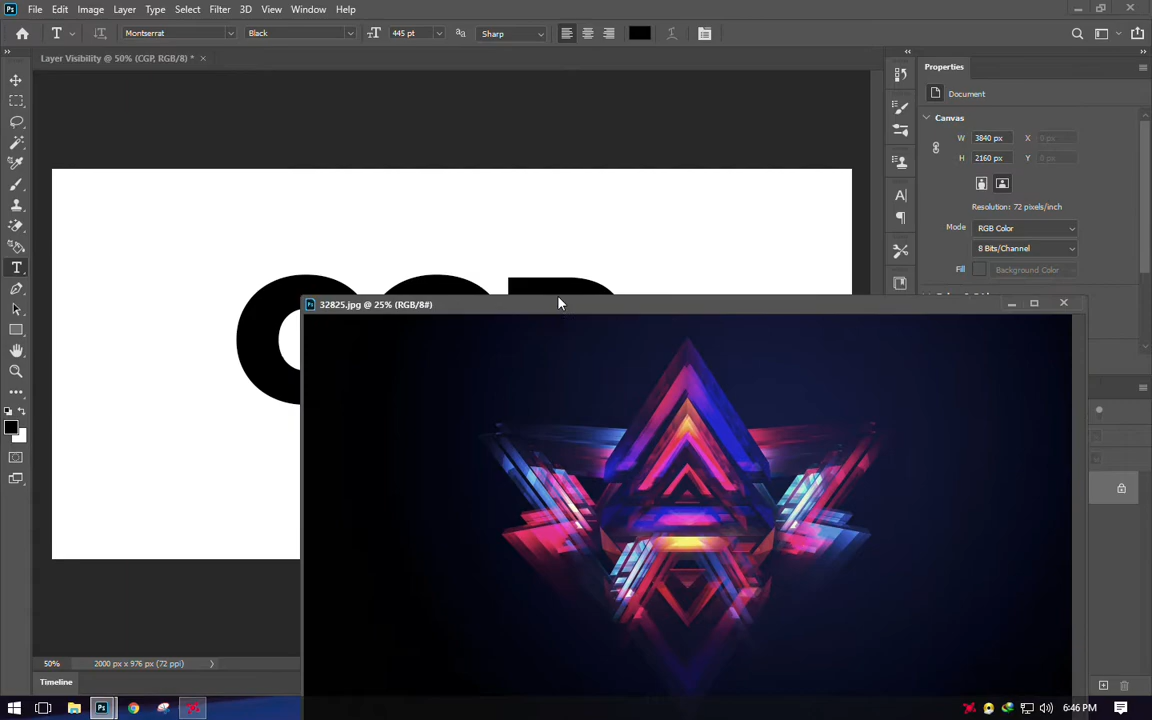 Ps File Edit Image Layer Type Select Filter 3D View Window Help
T Montserrat Black 445 pt aa Sharp
Layer Visibility @ 50% (CGP, RGB/8) * ×
Properties
Document
Canvas
W 3840 px X 0 px
H 2160 px Y 0 px
Resolution: 72 pixels/inch
Mode RGB Color
8 Bits/Channel
Fill Background Color
32825.jpg @ 25% (RGB/8#)
50% 2000 px x 976 px (72 ppi)
Timeline
Ps 6:46 PM